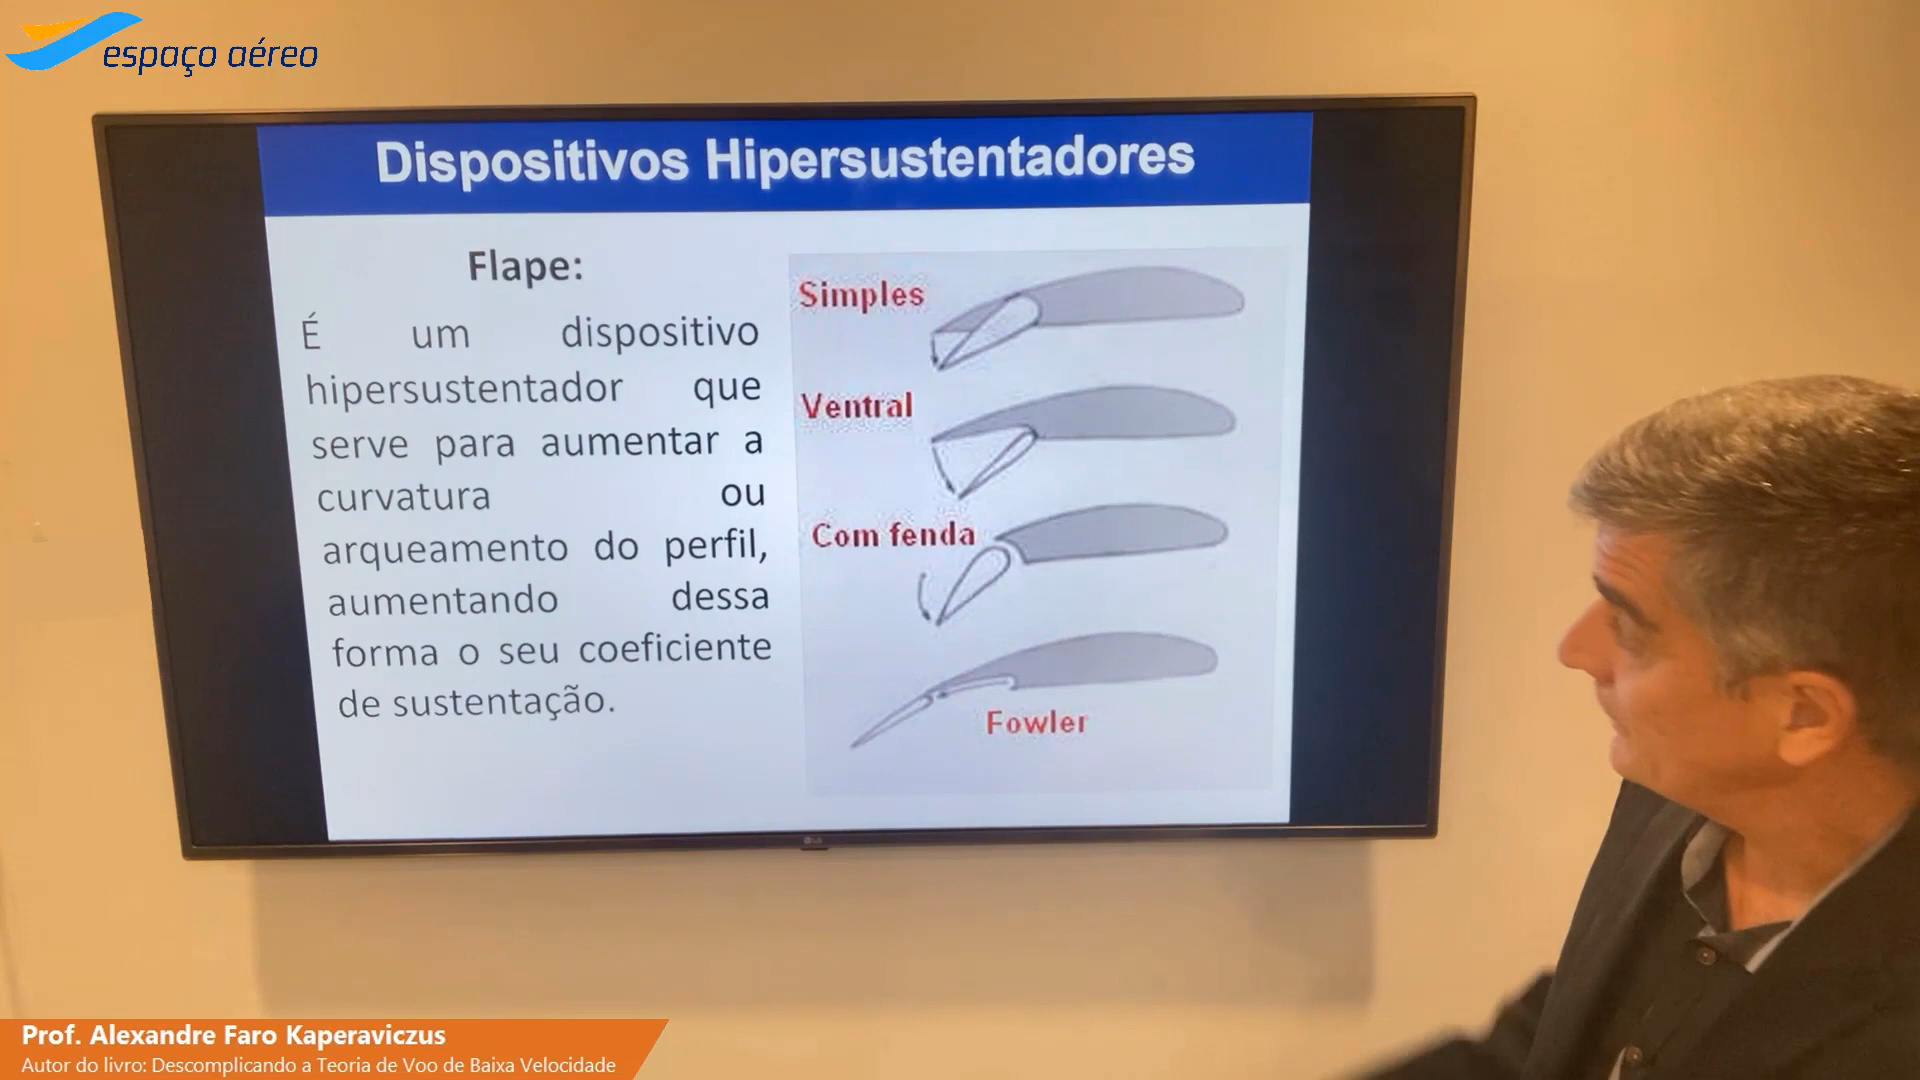 espaço aéreo
Dispositivos Hipersustentadores
Flape:
É um dispositivo
hipersustentador que
serve para aumentar a
curvatura ou
arqueamento do perfil,
aumentando dessa
forma o seu coeficiente
de sustentação.
Simples
Ventral
Com fenda
Fowler
LG
Prof. Alexandre Faro Kaperaviczus
Autor do livro: Descomplicando a Teoria de Voo de Baixa Velocidade